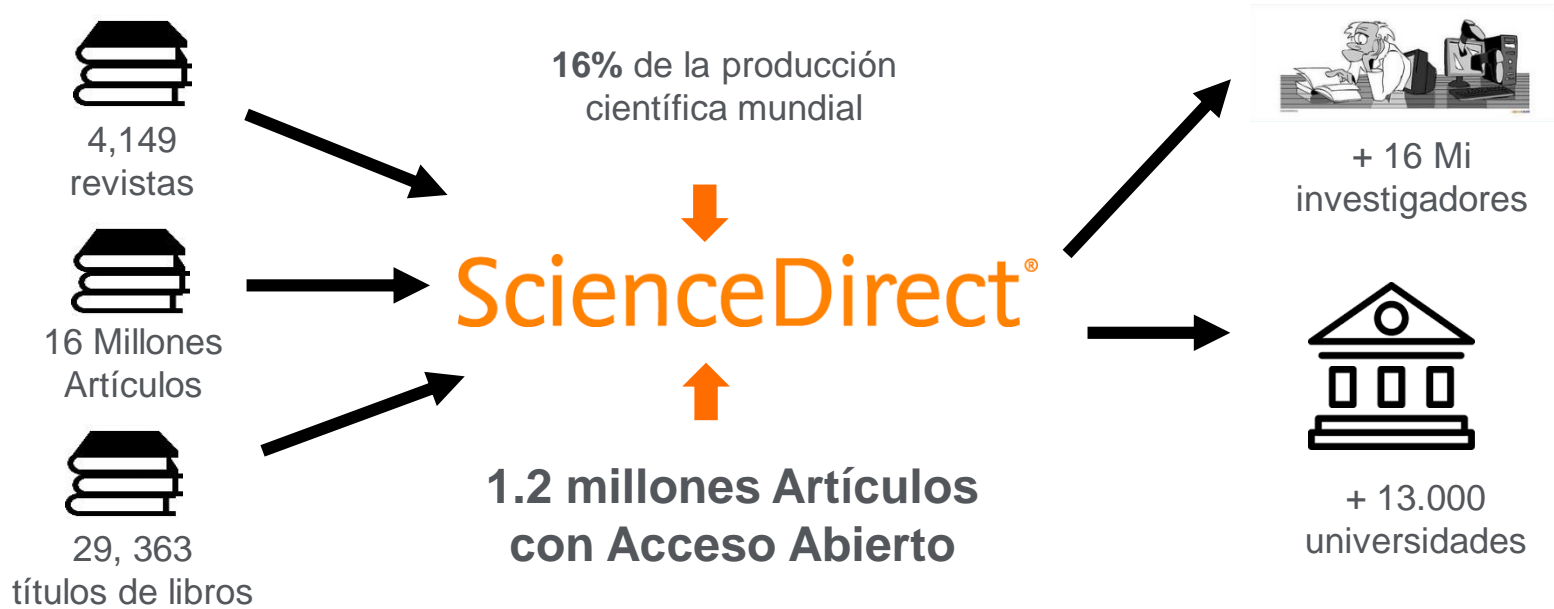 4,149
revistas
16 Millones
Artículos
29, 363
títulos de libros
16% de la producción
científica mundial
ScienceDirect®
1.2 millones Artículos
con Acceso Abierto
+ 16 Mi
investigadores
+ 13.000
universidades